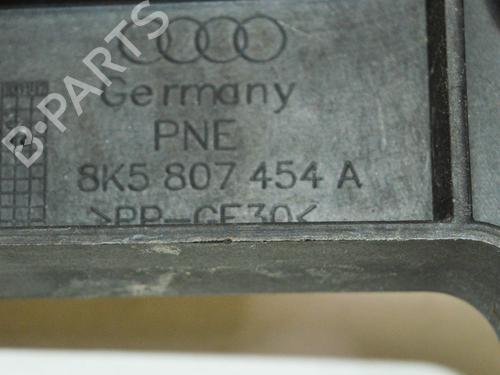 Germany
PNE
8K5 807 454 A
>PP-GF30<
B-PARTS